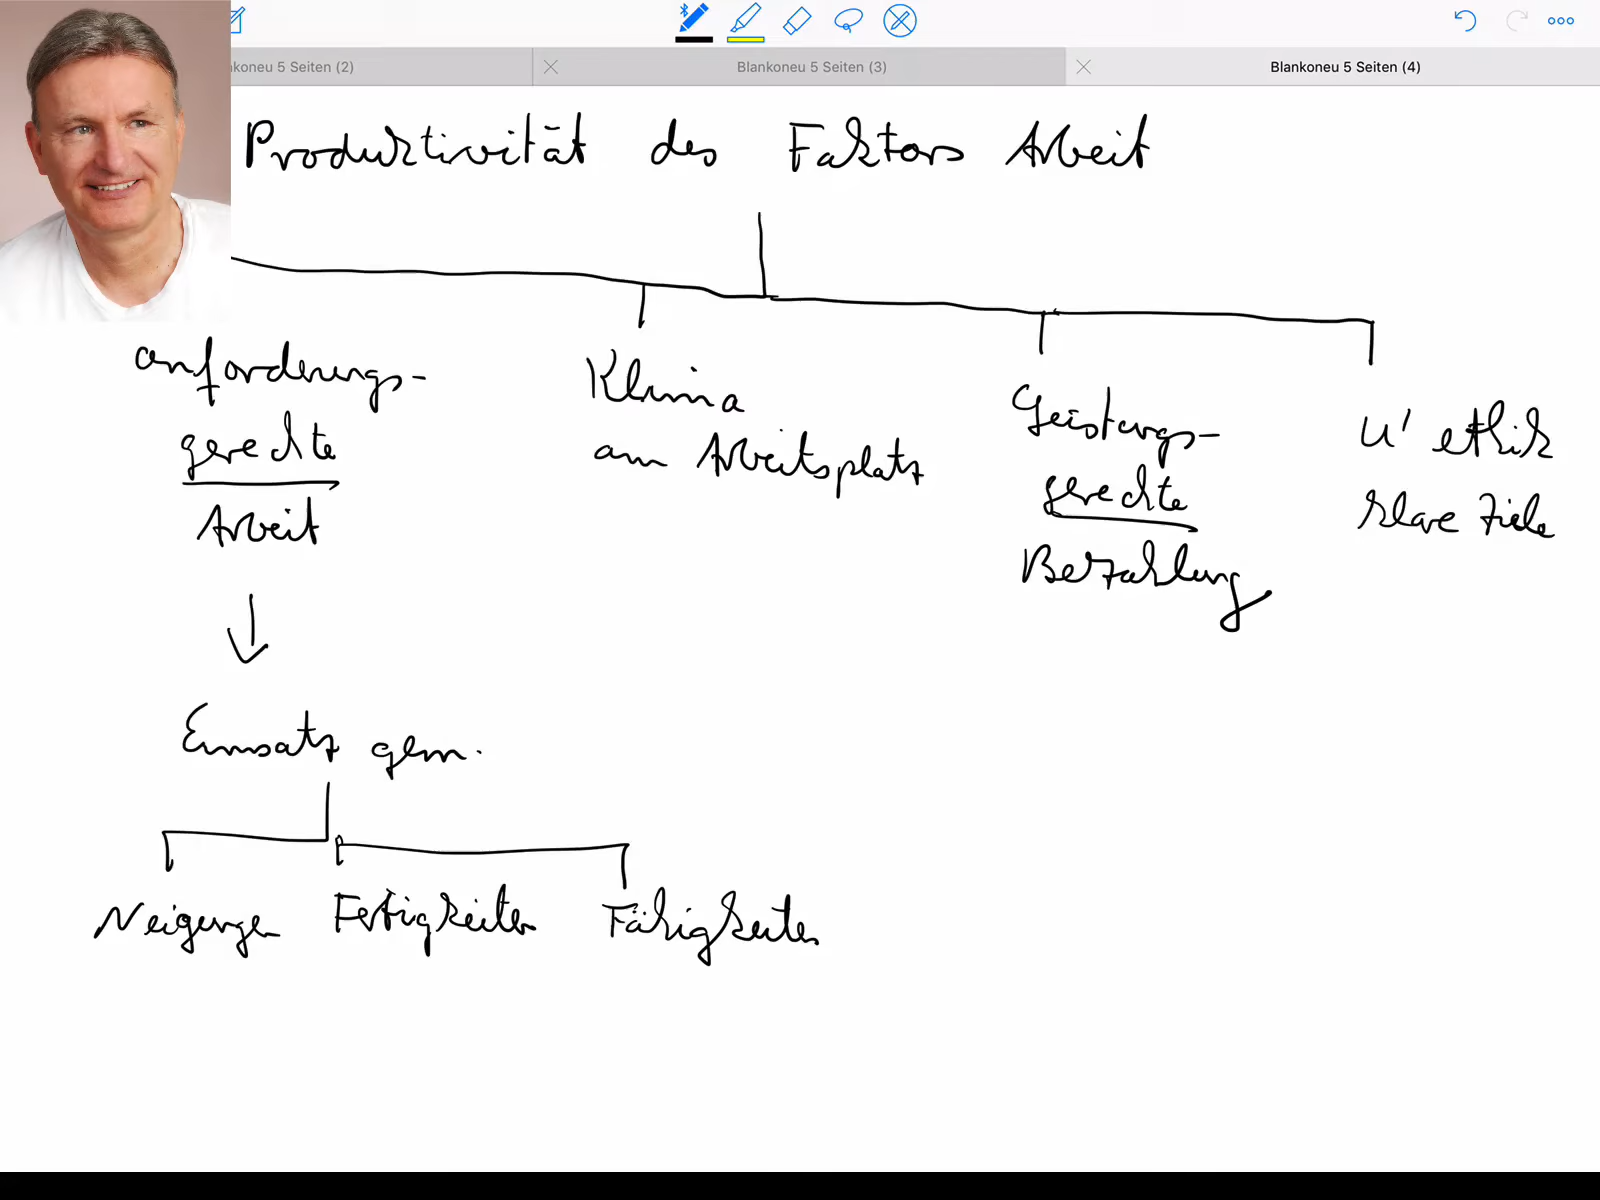 koneu 5 Seiten (2)
Blankoneu 5 Seiten (3)
Blankoneu 5 Seiten (4)
Produktivität des Faktors Arbeit
anforderungs-
gerechte
Arbeit
Klima
am Arbeitsplatz
Leistungs-
gerechte
Bezahlung
U' ethik
klare Ziele
Einsatz gem.
Neigungen Fertigkeiten Fähigkeiten